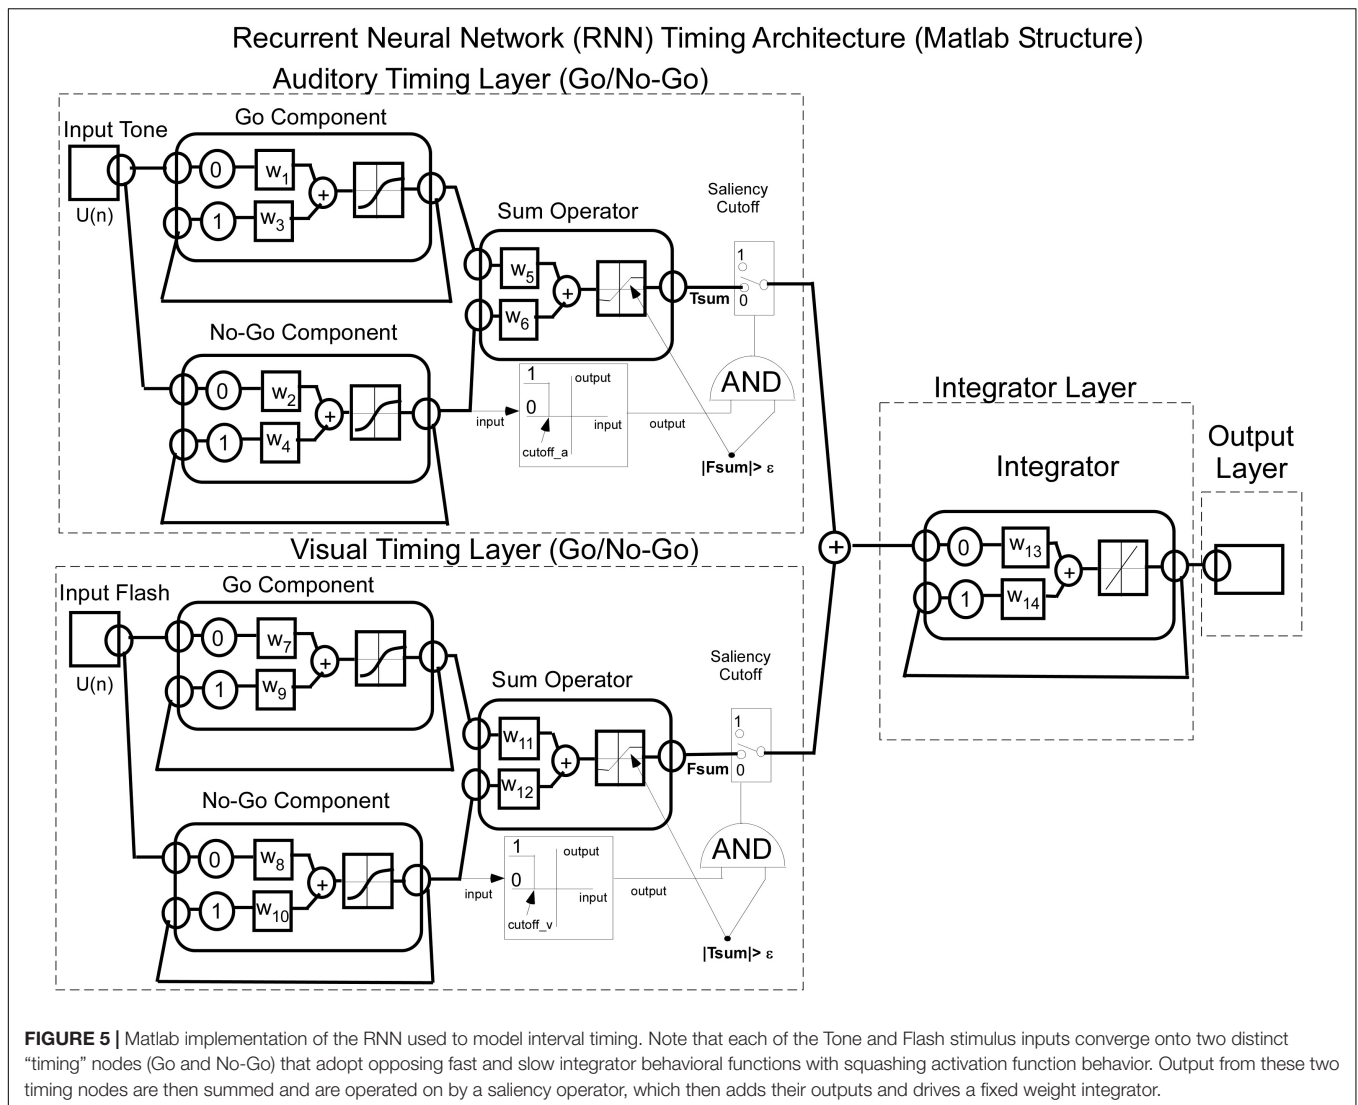 Recurrent Neural Network (RNN) Timing Architecture (Matlab Structure)
Auditory Timing Layer (Go/No-Go)
Go Component
Input Tone
U(n)
0
w1
+
1
w3
Saliency
Cutoff
Sum Operator
w5
+
w6
Tsum
1
0
No-Go Component
0
w2
+
1
w4
input
1
0
output
input
cutoff_a
output
AND
|Fsum|> ε
Visual Timing Layer (Go/No-Go)
Go Component
Input Flash
U(n)
0
w7
+
1
w9
Saliency
Cutoff
Sum Operator
w11
+
w12
Fsum
1
0
No-Go Component
0
w8
+
1
w10
input
1
0
output
input
cutoff_v
output
AND
|Tsum|> ε
+
Integrator Layer
Integrator
0
w13
+
1
w14
Output
Layer
FIGURE 5 | Matlab implementation of the RNN used to model interval timing. Note that each of the Tone and Flash stimulus inputs converge onto two distinct
“timing” nodes (Go and No-Go) that adopt opposing fast and slow integrator behavioral functions with squashing activation function behavior. Output from these two
timing nodes are then summed and are operated on by a saliency operator, which then adds their outputs and drives a fixed weight integrator.